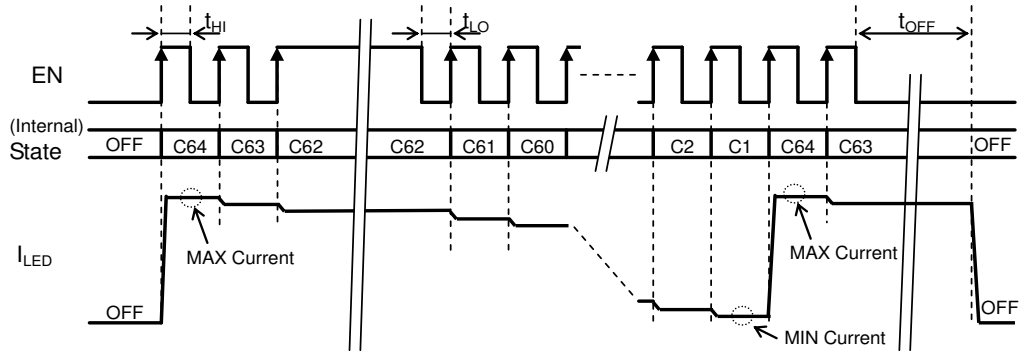 tHI
tLO
tOFF
EN
(Internal)
State
OFF C64 C63 C62 C62 C61 C60 C2 C1 C64 C63 OFF
MAX Current
MAX Current
ILED
OFF
OFF
MIN Current